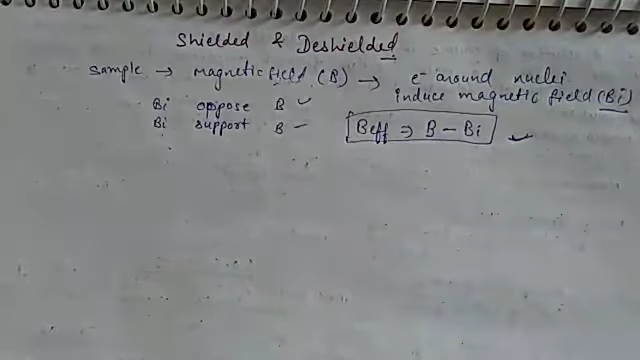 Shielded & Deshielded
Sample → magnetic field (B) → e⁻ around nuclei
induce magnetic field (Bi)
Bi oppose B ✓
Bi support B –
Beff ⇒ B – Bi ✓